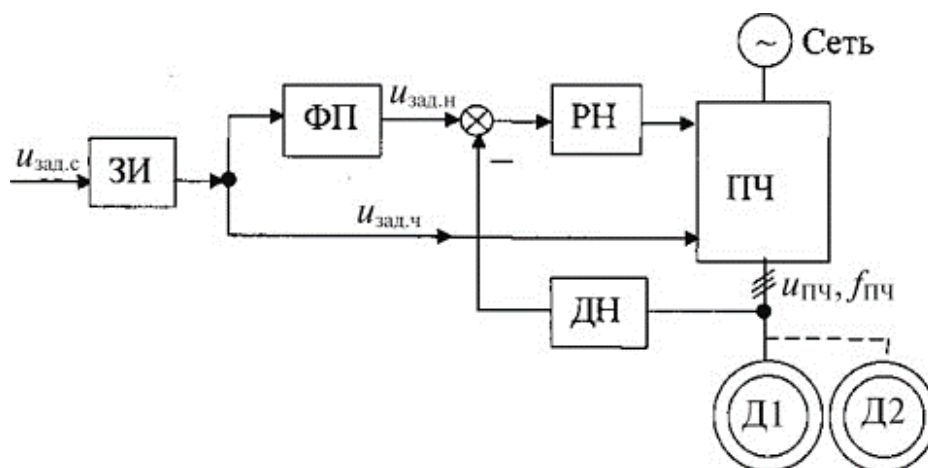 ~ Сеть
uзад.с
ЗИ
ФП
uзад.н
–
РН
ПЧ
uзад.ч
ДН
uПЧ, fПЧ
Д1
Д2